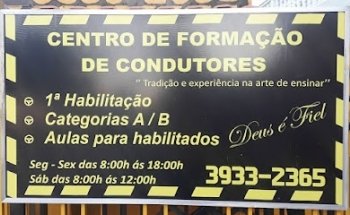 CENTRO DE FORMAÇÃO
DE CONDUTORES
" Tradição e experiência na arte de ensinar"
1ª Habilitação
Categorias A / B
Aulas para habilitados
Deus é Fiel
Seg - Sex das 8:00h ás 18:00h
Sáb das 8:00h ás 12:00h
3933-2365